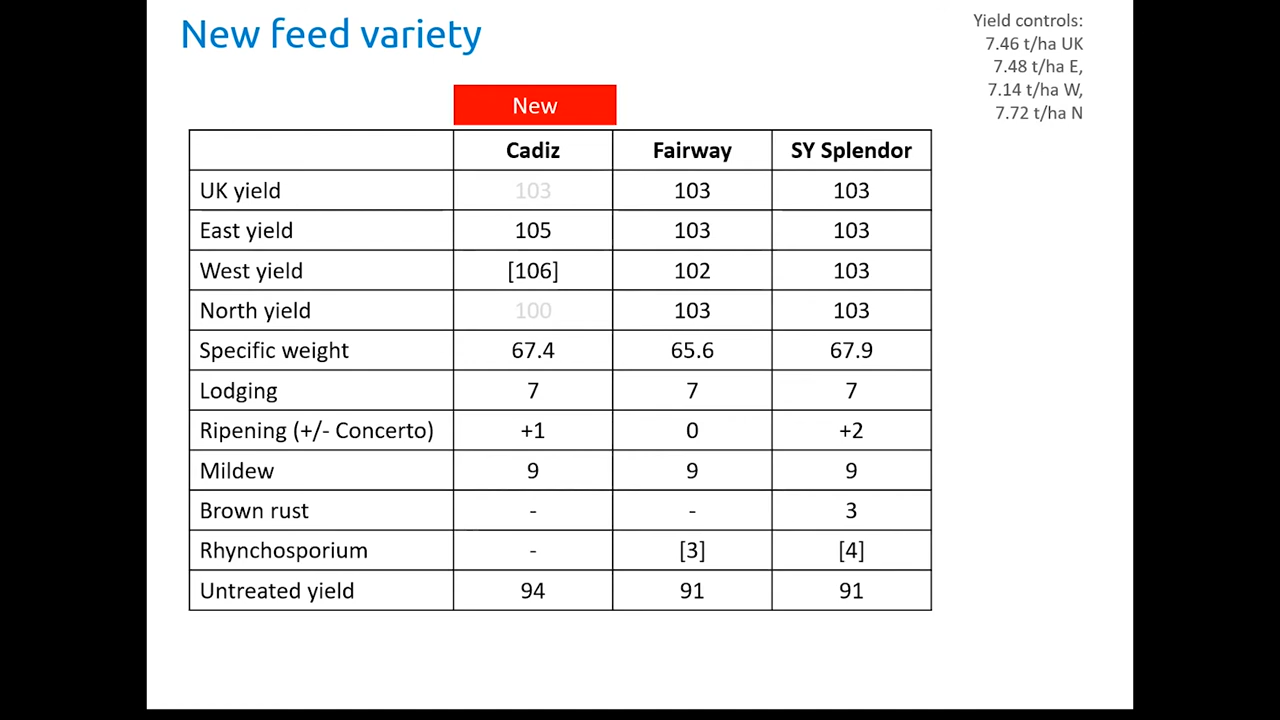 New feed variety
Yield controls:
7.46 t/ha UK
7.48 t/ha E,
7.14 t/ha W,
7.72 t/ha N
New
Cadiz Fairway SY Splendor
UK yield 103 103 103
East yield 105 103 103
West yield [106] 102 103
North yield 100 103 103
Specific weight 67.4 65.6 67.9
Lodging 7 7 7
Ripening (+/- Concerto) +1 0 +2
Mildew 9 9 9
Brown rust - - 3
Rhynchosporium - [3] [4]
Untreated yield 94 91 91